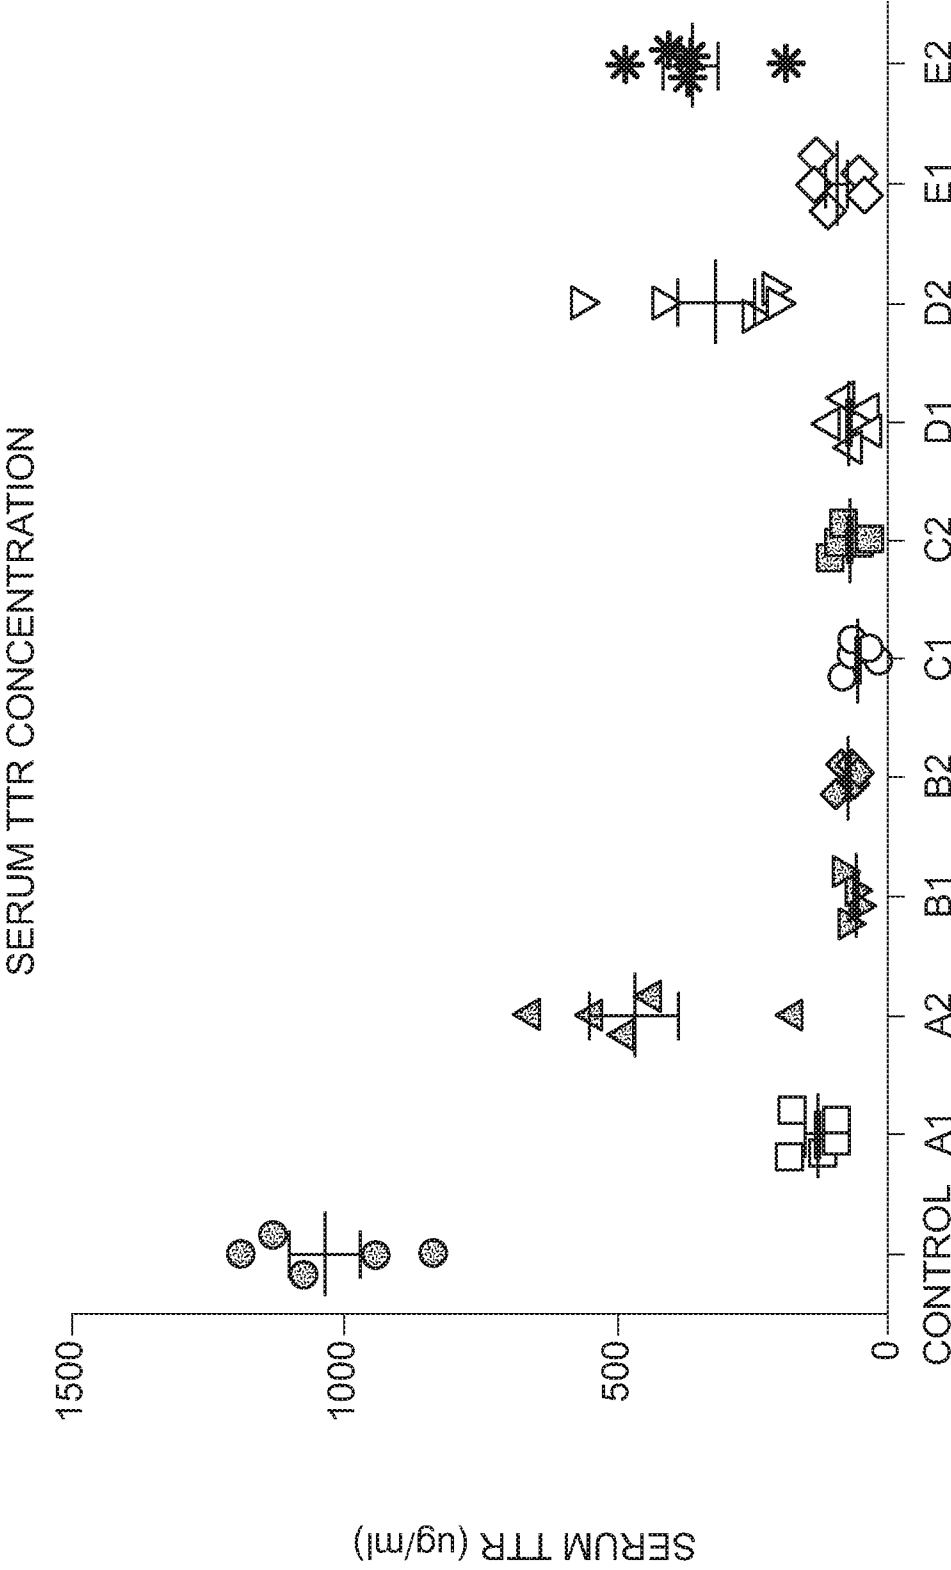 SERUM TTR CONCENTRATION
SERUM TTR (ug/ml)
1500
1000
500
0
CONTROL A1 A2 B1 B2 C1 C2 D1 D2 E1 E2